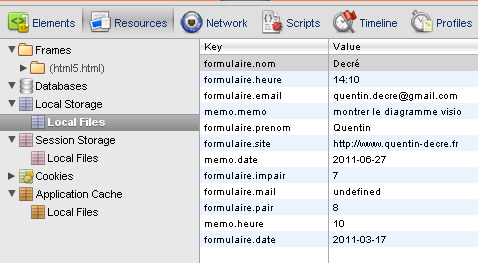 Elements Resources Network Scripts Timeline Profiles
Frames
(html5.html)
Databases
Local Storage
Local Files
Session Storage
Local Files
Cookies
Application Cache
Local Files
Key Value
formulaire.nom Decré
formulaire.heure 14:10
formulaire.email quentin.decre@gmail.com
memo.memo montrer le diagramme visio
formulaire.prenom Quentin
formulaire.site http://www.quentin-decre.fr
memo.date 2011-06-27
formulaire.impair 7
formulaire.mail undefined
formulaire.pair 8
memo.heure 10
formulaire.date 2011-03-17